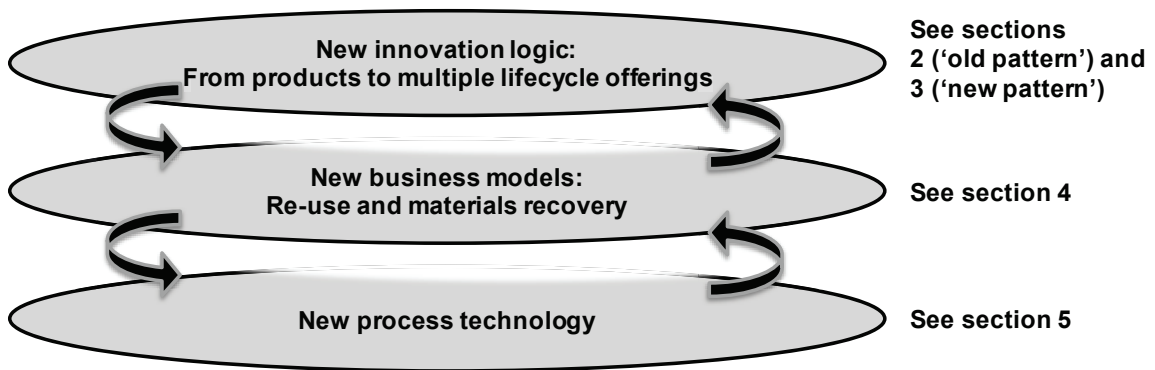 New innovation logic:
From products to multiple lifecycle offerings
See sections
2 (‘old pattern’) and
3 (‘new pattern’)
New business models:
Re-use and materials recovery
See section 4
New process technology
See section 5